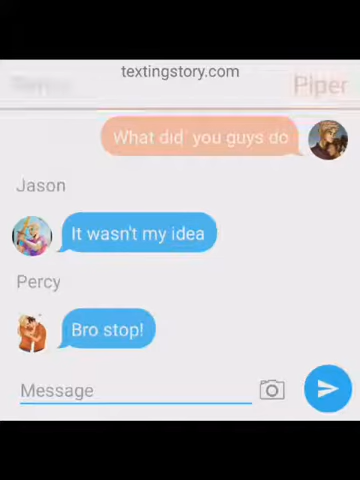 textingstory.com
Piper
What did' you guys do
Jason
It wasn't my idea
Percy
Bro stop!
Message